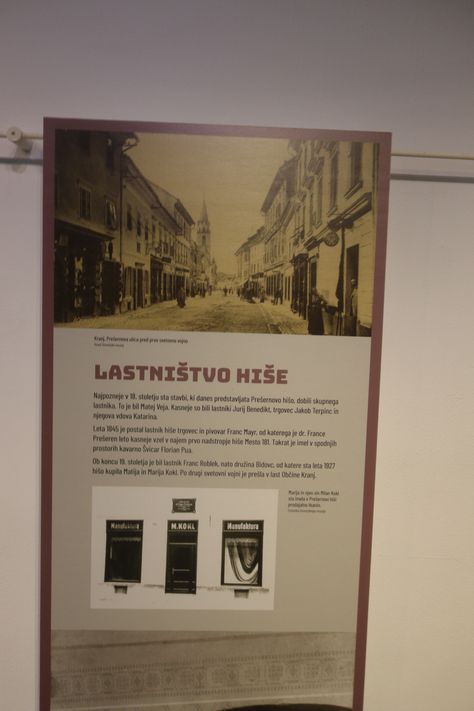 Kranj, Prešernova ulica pred prvo svetovno vojno
LASTNIŠTVO HIŠE
Najpozneje v 18. stoletju sta stavbi, ki danes predstavljata Prešernovo hišo, dobili skupnega
lastnika. To je bil Matej Veja. Kasneje so bili lastniki Jurij Benedikt, trgovec Jakob Terpinc in
njegova vdova Katarina.
Leta 1845 je postal lastnik hiše trgovec in pivovar Franc Mayr, od katerega je dr. France
Prešeren leto kasneje vzel v najem prvo nadstropje hiše Mesto 181. Takrat je imel v spodnjih
prostorih kavarno Švicar Florian Pua.
Ob koncu 19. stoletja je bil lastnik Franc Roblek, nato družina Bidovc, od katere sta leta 1927
hišo kupila Matija in Marija Kokl. Po drugi svetovni vojni je prešla v last Občine Kranj.
Marija in njen sin Milan Kokl
sta imela v Prešernovi hiši
prodajalno tkanin.
Manufaktura
M. KOKL
Manufaktura